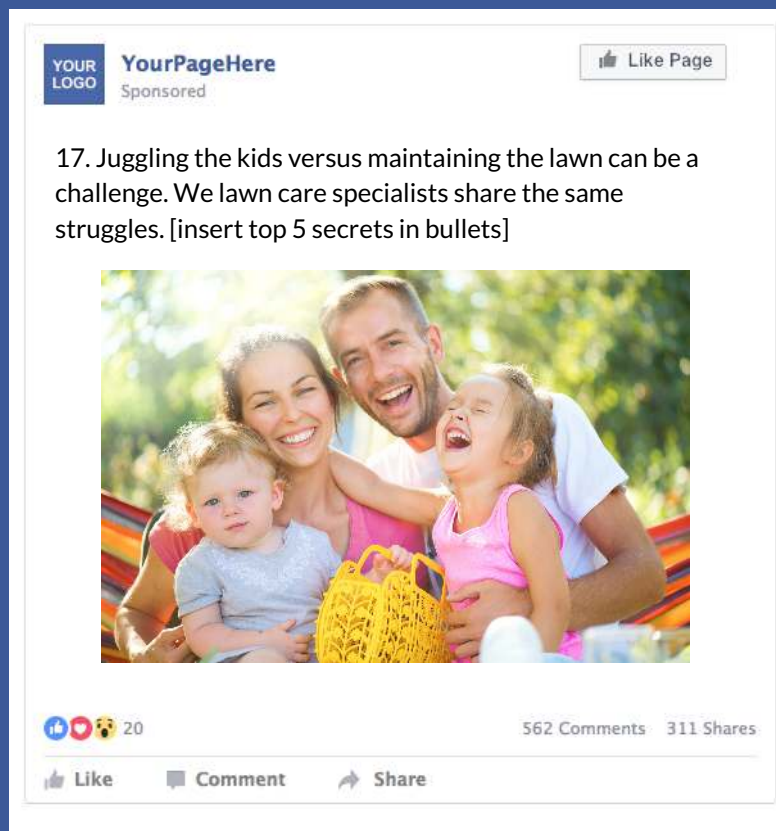 YOUR
LOGO
YourPageHere
Sponsored
Like Page
17. Juggling the kids versus maintaining the lawn can be a
challenge. We lawn care specialists share the same
struggles. [insert top 5 secrets in bullets]
20
562 Comments 311 Shares
Like Comment Share